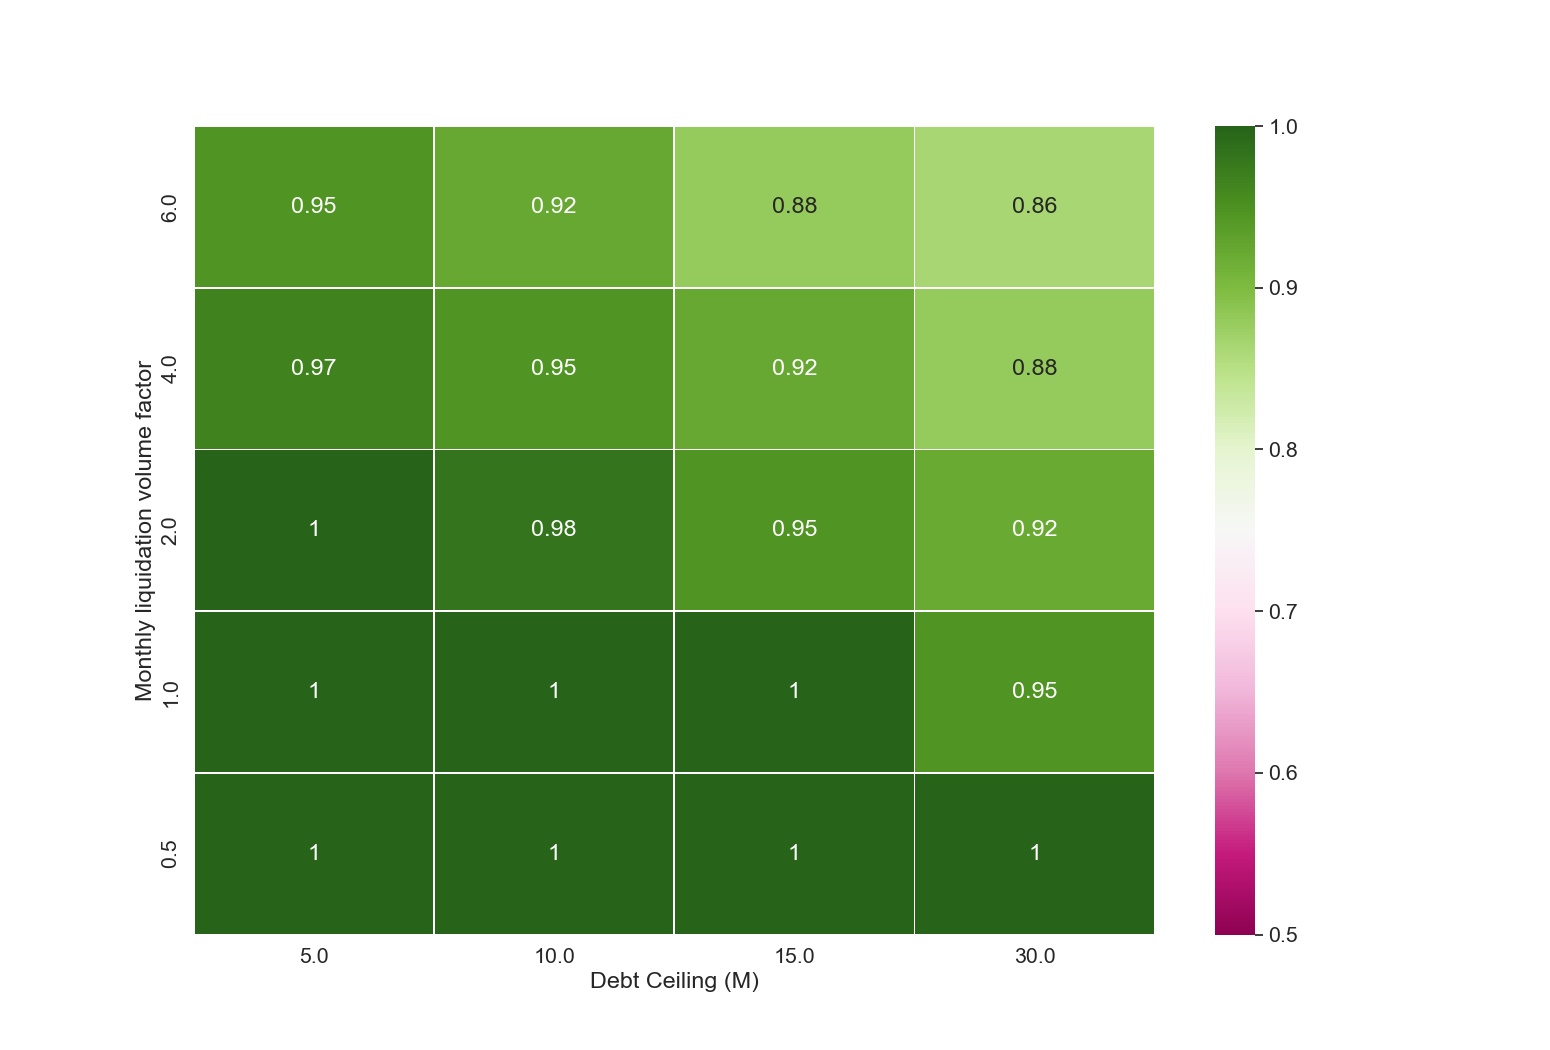 1.0
6.0 0.95 0.92 0.88 0.86
0.9
4.0 0.97 0.95 0.92 0.88
0.8
Monthly liquidation volume factor
2.0 1 0.98 0.95 0.92
0.7
1.0 1 1 1 0.95
0.6
0.5 1 1 1 1
0.5
5.0 10.0 15.0 30.0
Debt Ceiling (M)